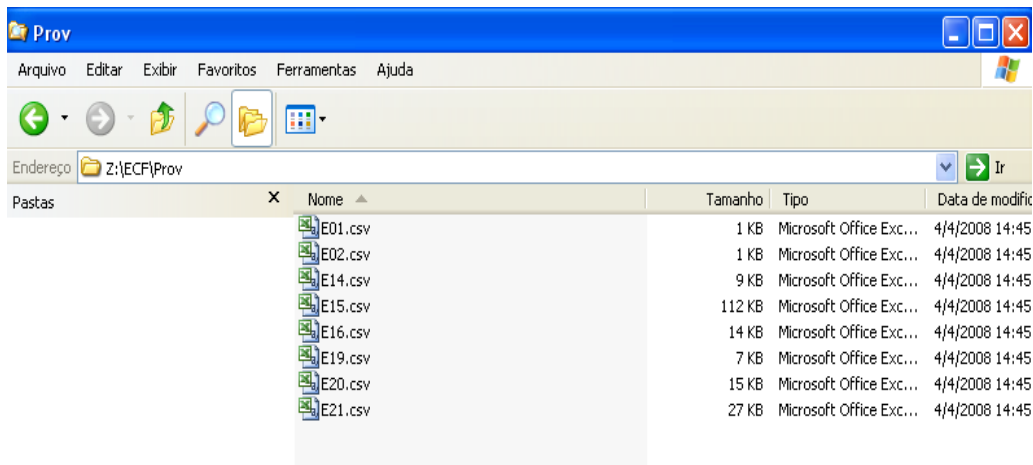 Prov
Arquivo Editar Exibir Favoritos Ferramentas Ajuda
Endereço Z:\ECF\Prov Ir
Pastas X Nome Tamanho Tipo Data de modific
E01.csv 1 KB Microsoft Office Exc... 4/4/2008 14:45
E02.csv 1 KB Microsoft Office Exc... 4/4/2008 14:45
E14.csv 9 KB Microsoft Office Exc... 4/4/2008 14:45
E15.csv 112 KB Microsoft Office Exc... 4/4/2008 14:45
E16.csv 14 KB Microsoft Office Exc... 4/4/2008 14:45
E19.csv 7 KB Microsoft Office Exc... 4/4/2008 14:45
E20.csv 15 KB Microsoft Office Exc... 4/4/2008 14:45
E21.csv 27 KB Microsoft Office Exc... 4/4/2008 14:45